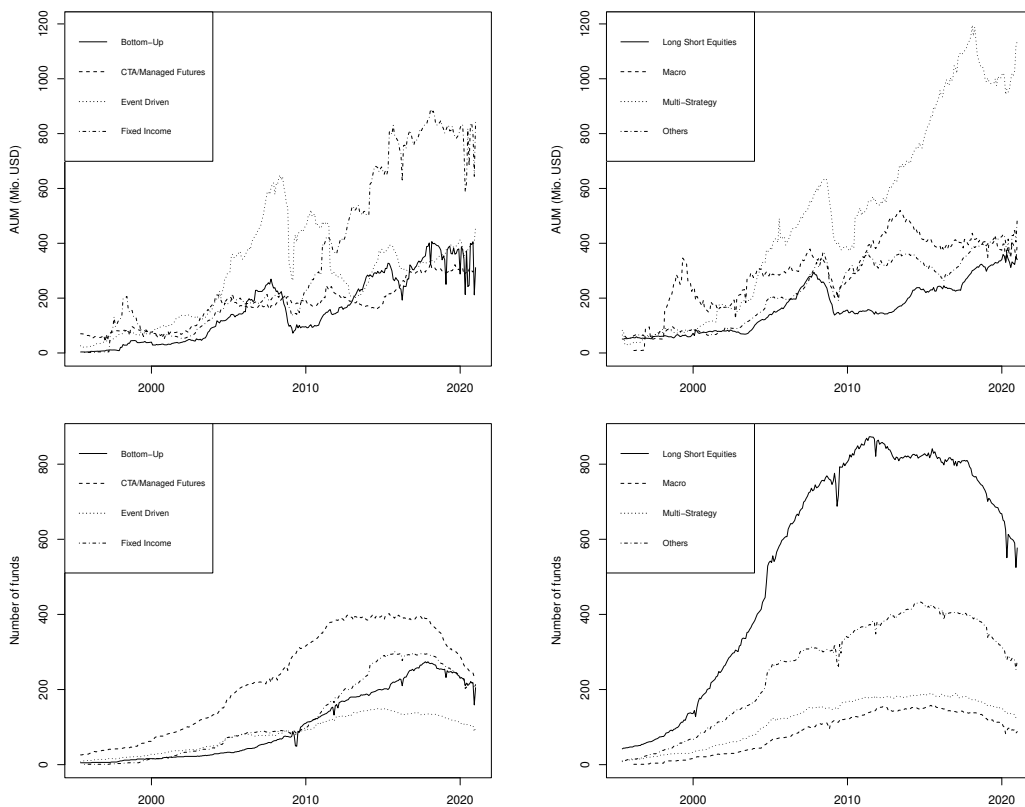 AUM (Mio. USD)
0
200
400
600
800
1000
1200
Bottom−Up
CTA/Managed Futures
Event Driven
Fixed Income
2000
2010
2020
AUM (Mio. USD)
0
200
400
600
800
1000
1200
Long Short Equities
Macro
Multi−Strategy
Others
2000
2010
2020
Number of funds
0
200
400
600
800
Bottom−Up
CTA/Managed Futures
Event Driven
Fixed Income
2000
2010
2020
Number of funds
0
200
400
600
800
Long Short Equities
Macro
Multi−Strategy
Others
2000
2010
2020